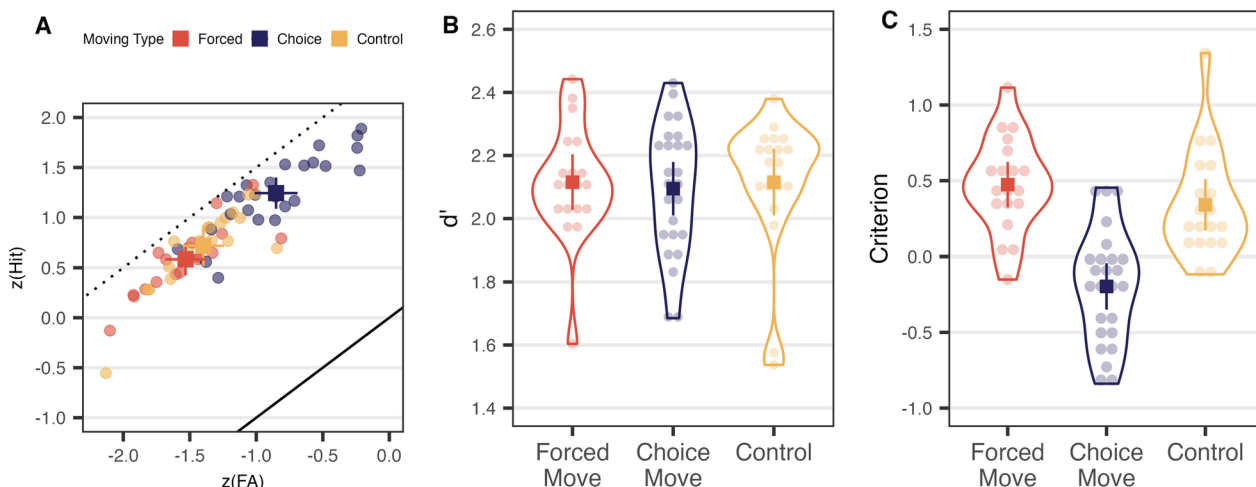 A
Moving Type Forced Choice Control
z(Hit)
2.0
1.5
1.0
0.5
0.0
-0.5
-1.0
-2.0 -1.5 -1.0 -0.5 0.0
z(FA)
B
d'
2.6
2.4
2.2
2.0
1.8
1.6
1.4
Forced Move
Choice Move
Control
C
Criterion
1.5
1.0
0.5
0.0
-0.5
-1.0
Forced Move
Choice Move
Control